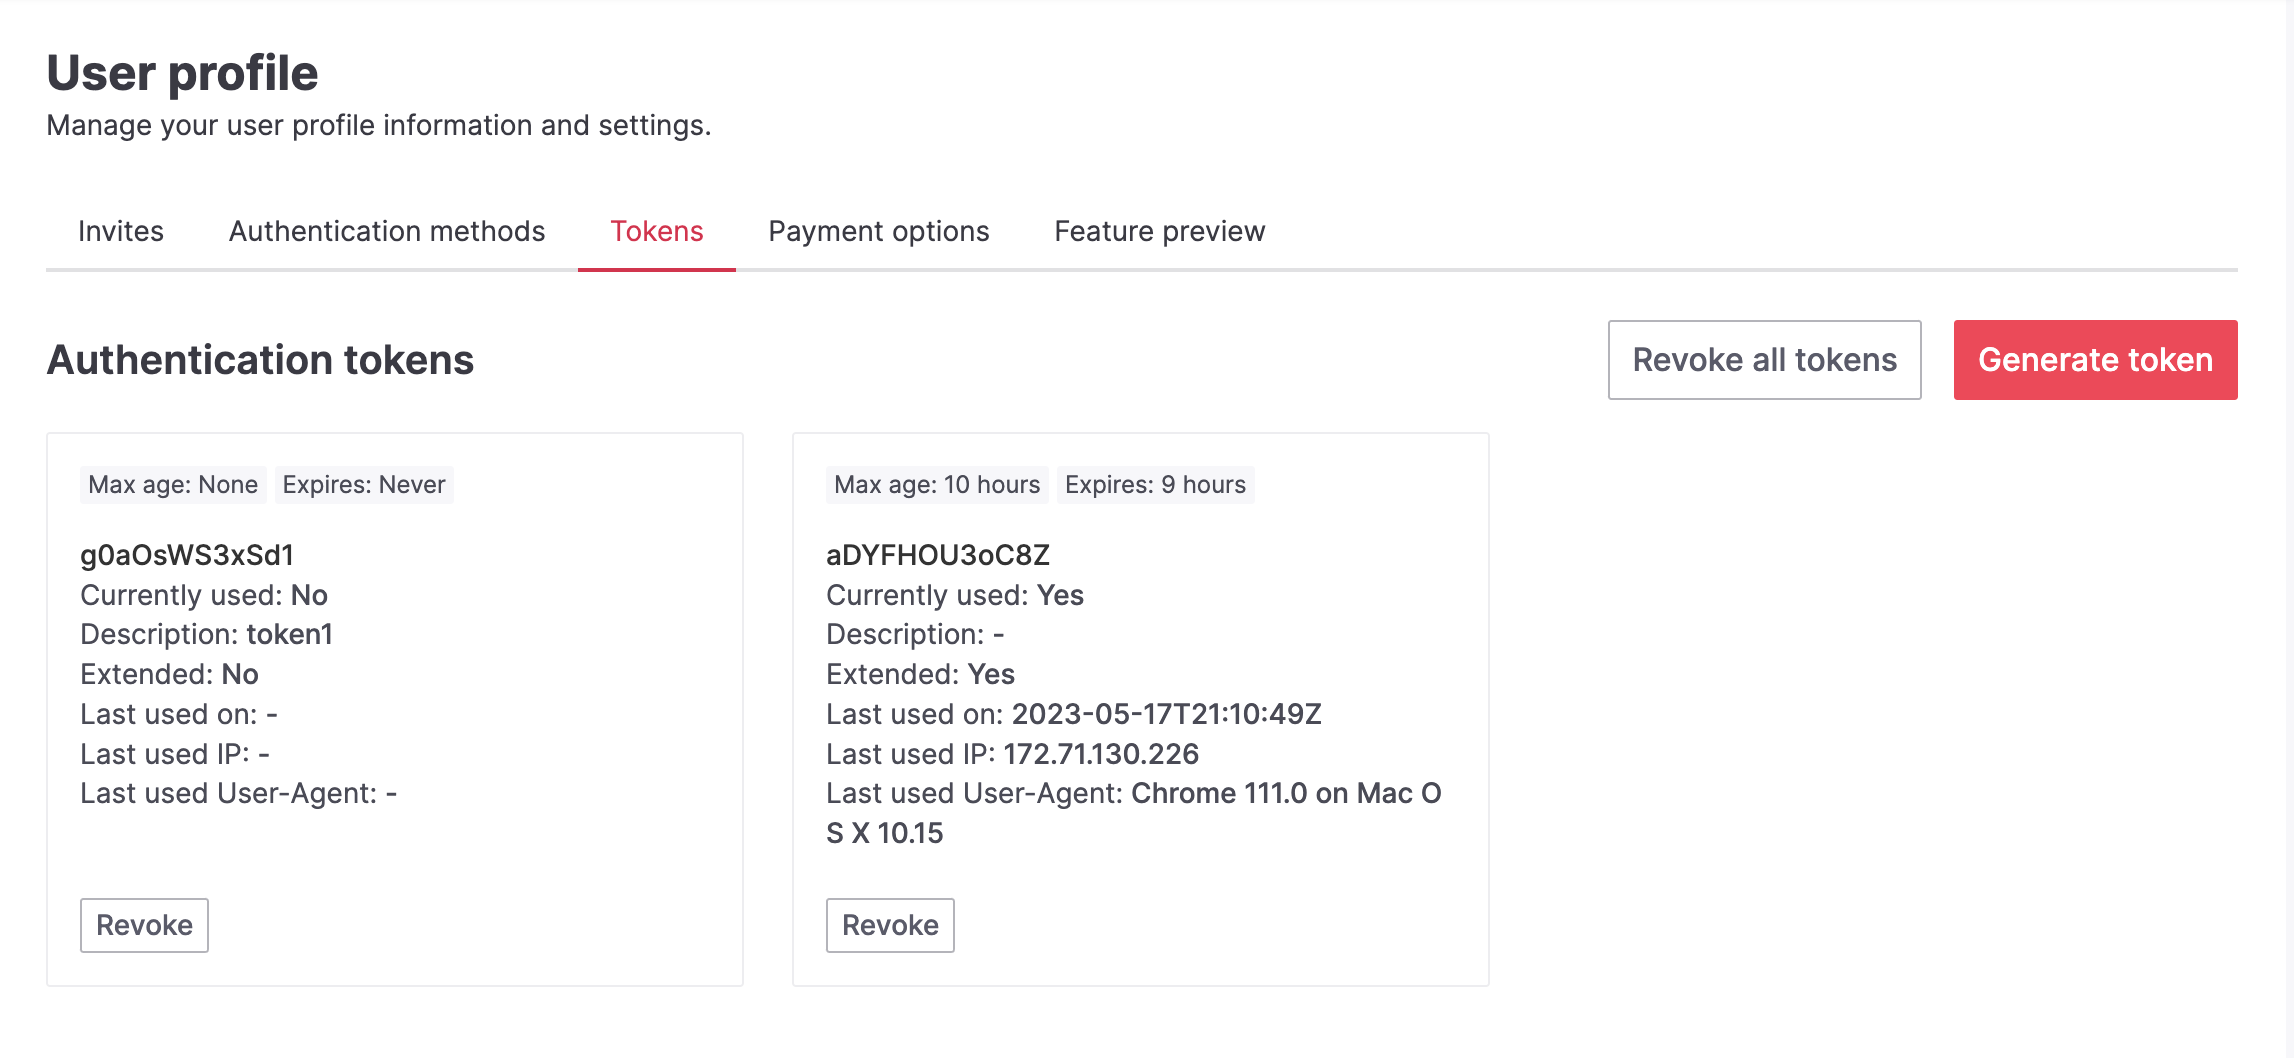 User profile
Manage your user profile information and settings.
Invites Authentication methods Tokens Payment options Feature preview
Authentication tokens
Revoke all tokens Generate token
Max age: None Expires: Never
g0aOsWS3xSd1
Currently used: No
Description: token1
Extended: No
Last used on: -
Last used IP: -
Last used User-Agent: -
Revoke
Max age: 10 hours Expires: 9 hours
aDYFHOU3oC8Z
Currently used: Yes
Description: -
Extended: Yes
Last used on: 2023-05-17T21:10:49Z
Last used IP: 172.71.130.226
Last used User-Agent: Chrome 111.0 on Mac O
S X 10.15
Revoke